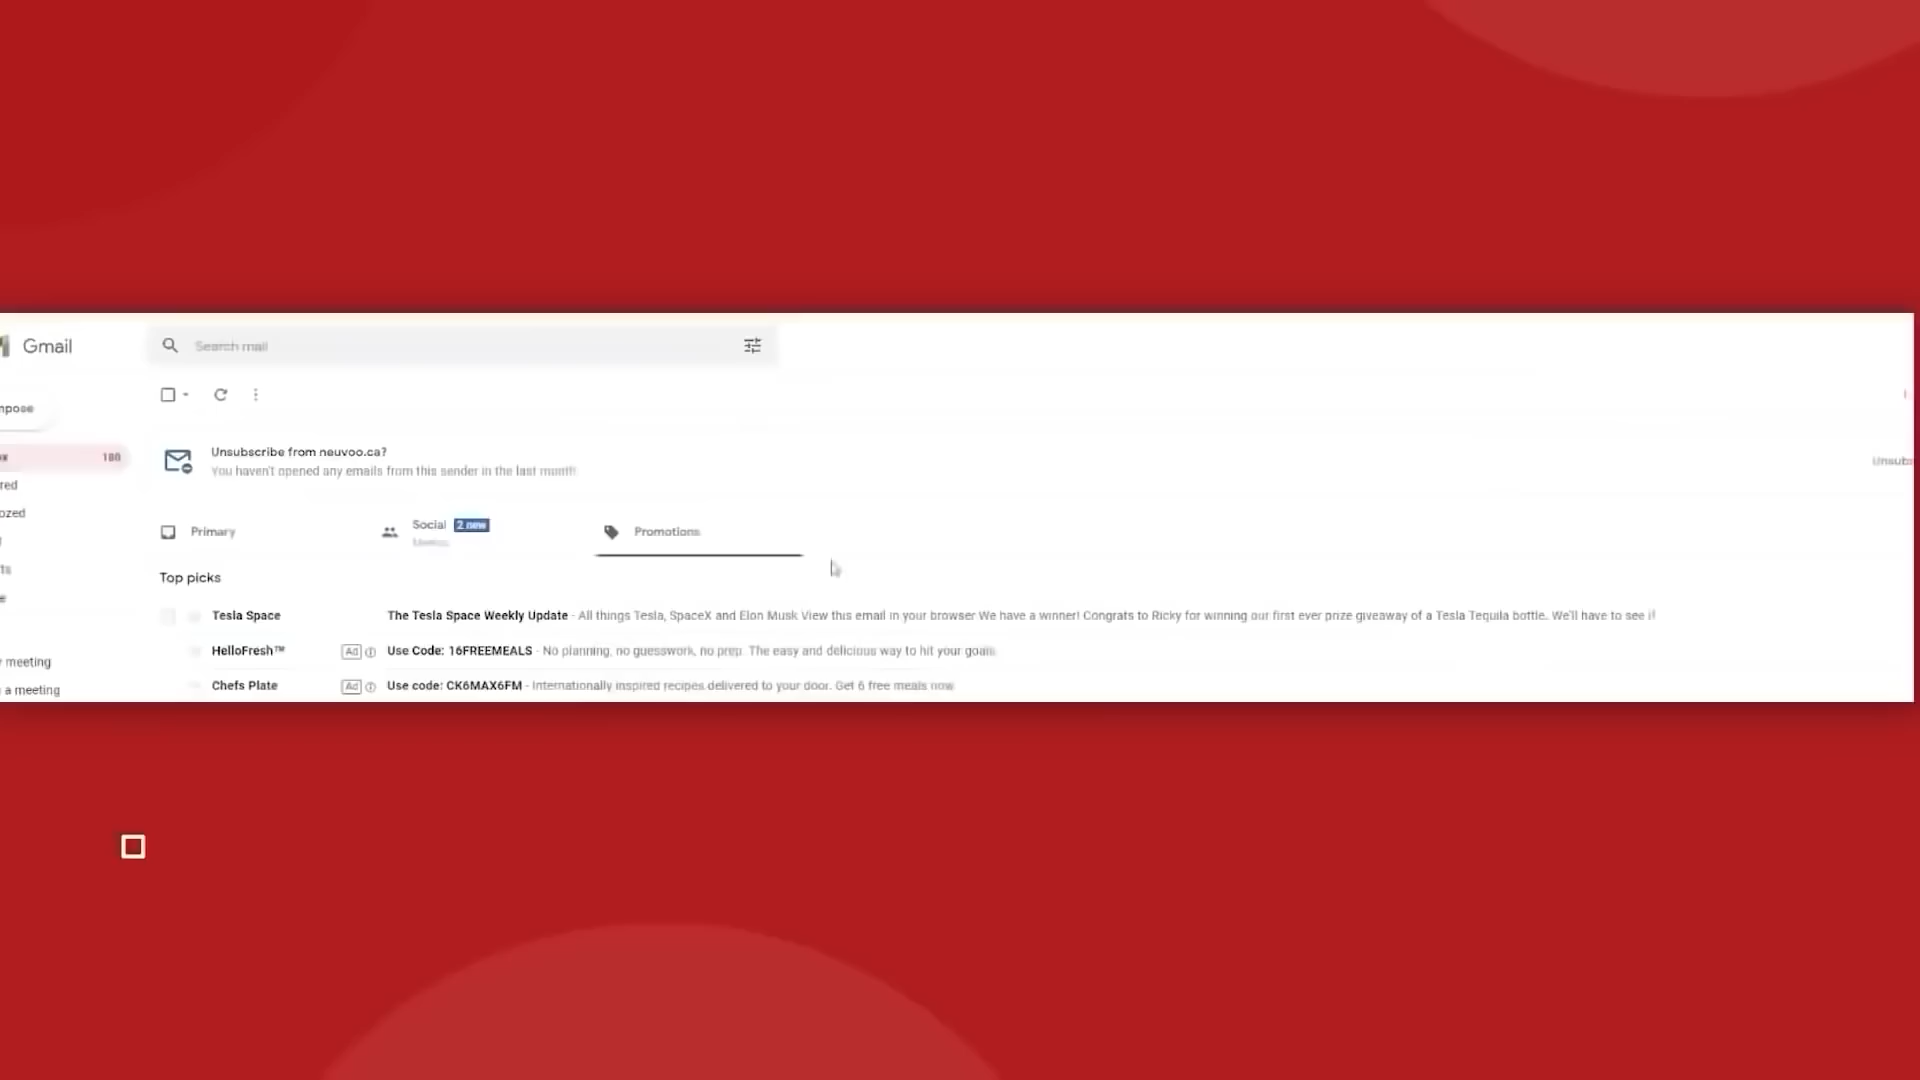 Gmail
Search mail
mpose
180
Unsubscribe from neuvoo.ca?
You haven't opened any emails from this sender in the last month
Unsubs
red
ozed
Primary
Social 2 new
Promotions
ts
Top picks
Tesla Space The Tesla Space Weekly Update - All things Tesla, SpaceX and Elon Musk View this email in your browser We have a winner! Congrats to Ricky for winning our first ever prize giveaway of a Tesla Tequila bottle. We'll have to see if
HelloFresh™ Ad Use Code: 16FREEMEALS - No planning, no guesswork, no prep. The easy and delicious way to hit your goals
meeting
Chefs Plate Ad Use code: CK6MAX6FM - Internationally inspired recipes delivered to your door. Get 6 free meals now
a meeting